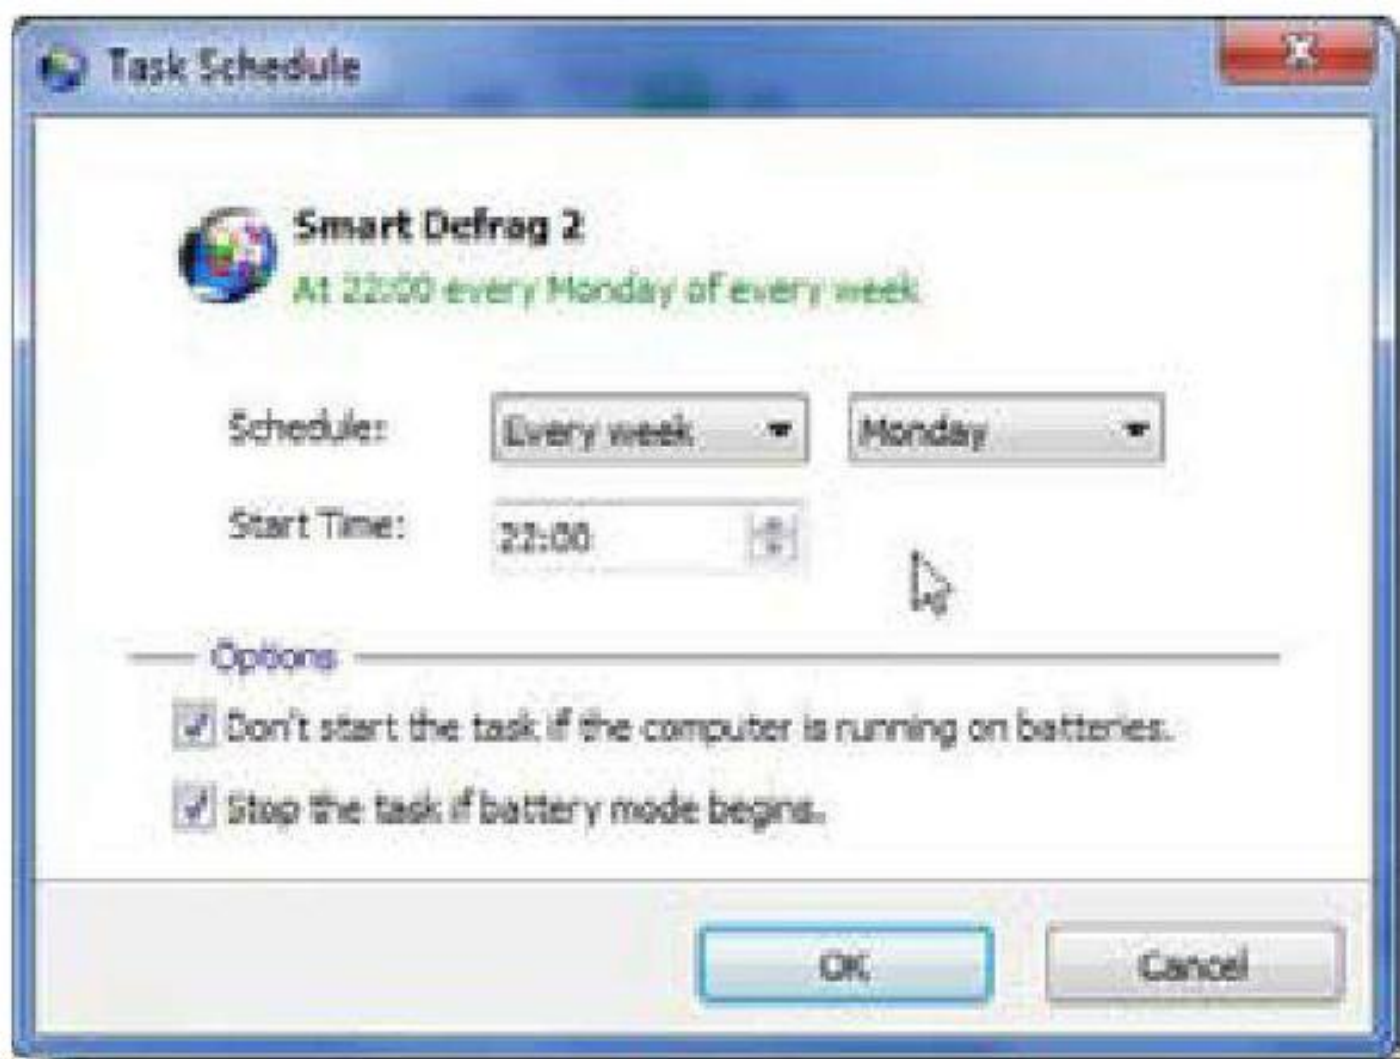 Task Schedule
Smart Defrag 2
At 22:00 every Monday of every week
Schedule: Every week Monday
Start Time: 22:00
Options
Don't start the task if the computer is running on batteries.
Stop the task if battery mode begins.
OK Cancel